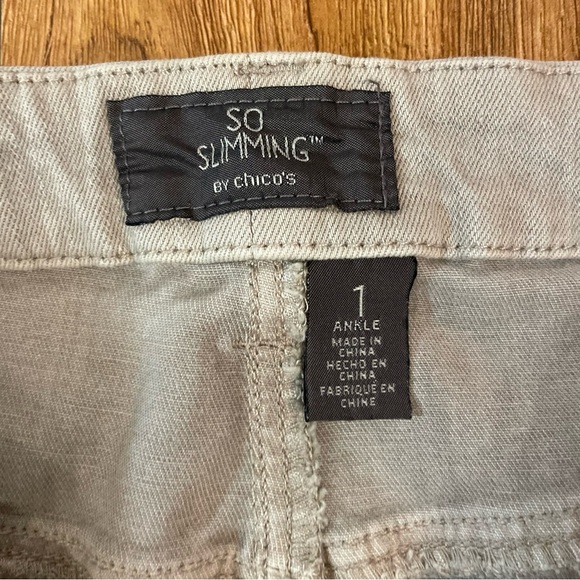 SO
SLIMMING™
BY chico's
1
ANKLE
MADE IN
CHINA
HECHO EN
CHINA
FABRIQUÉ EN
CHINE